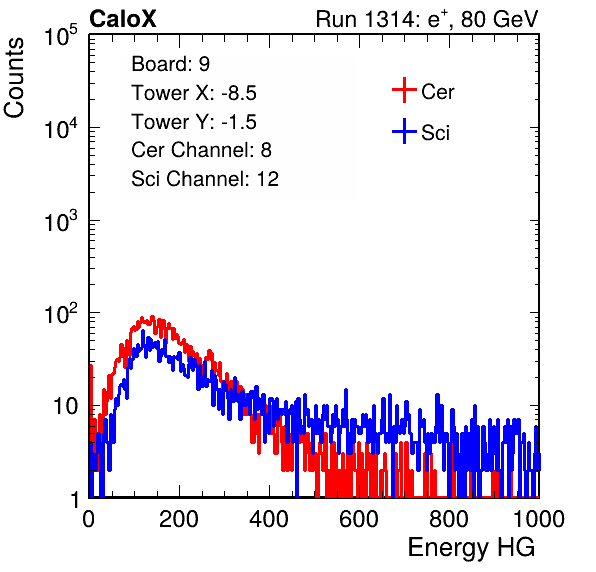 CaloX Run 1314: e⁺, 80 GeV
Counts
10⁵
10⁴
10³
10²
10
1
Board: 9
Tower X: -8.5
Tower Y: -1.5
Cer Channel: 8
Sci Channel: 12
Cer
Sci
0 200 400 600 800 1000
Energy HG